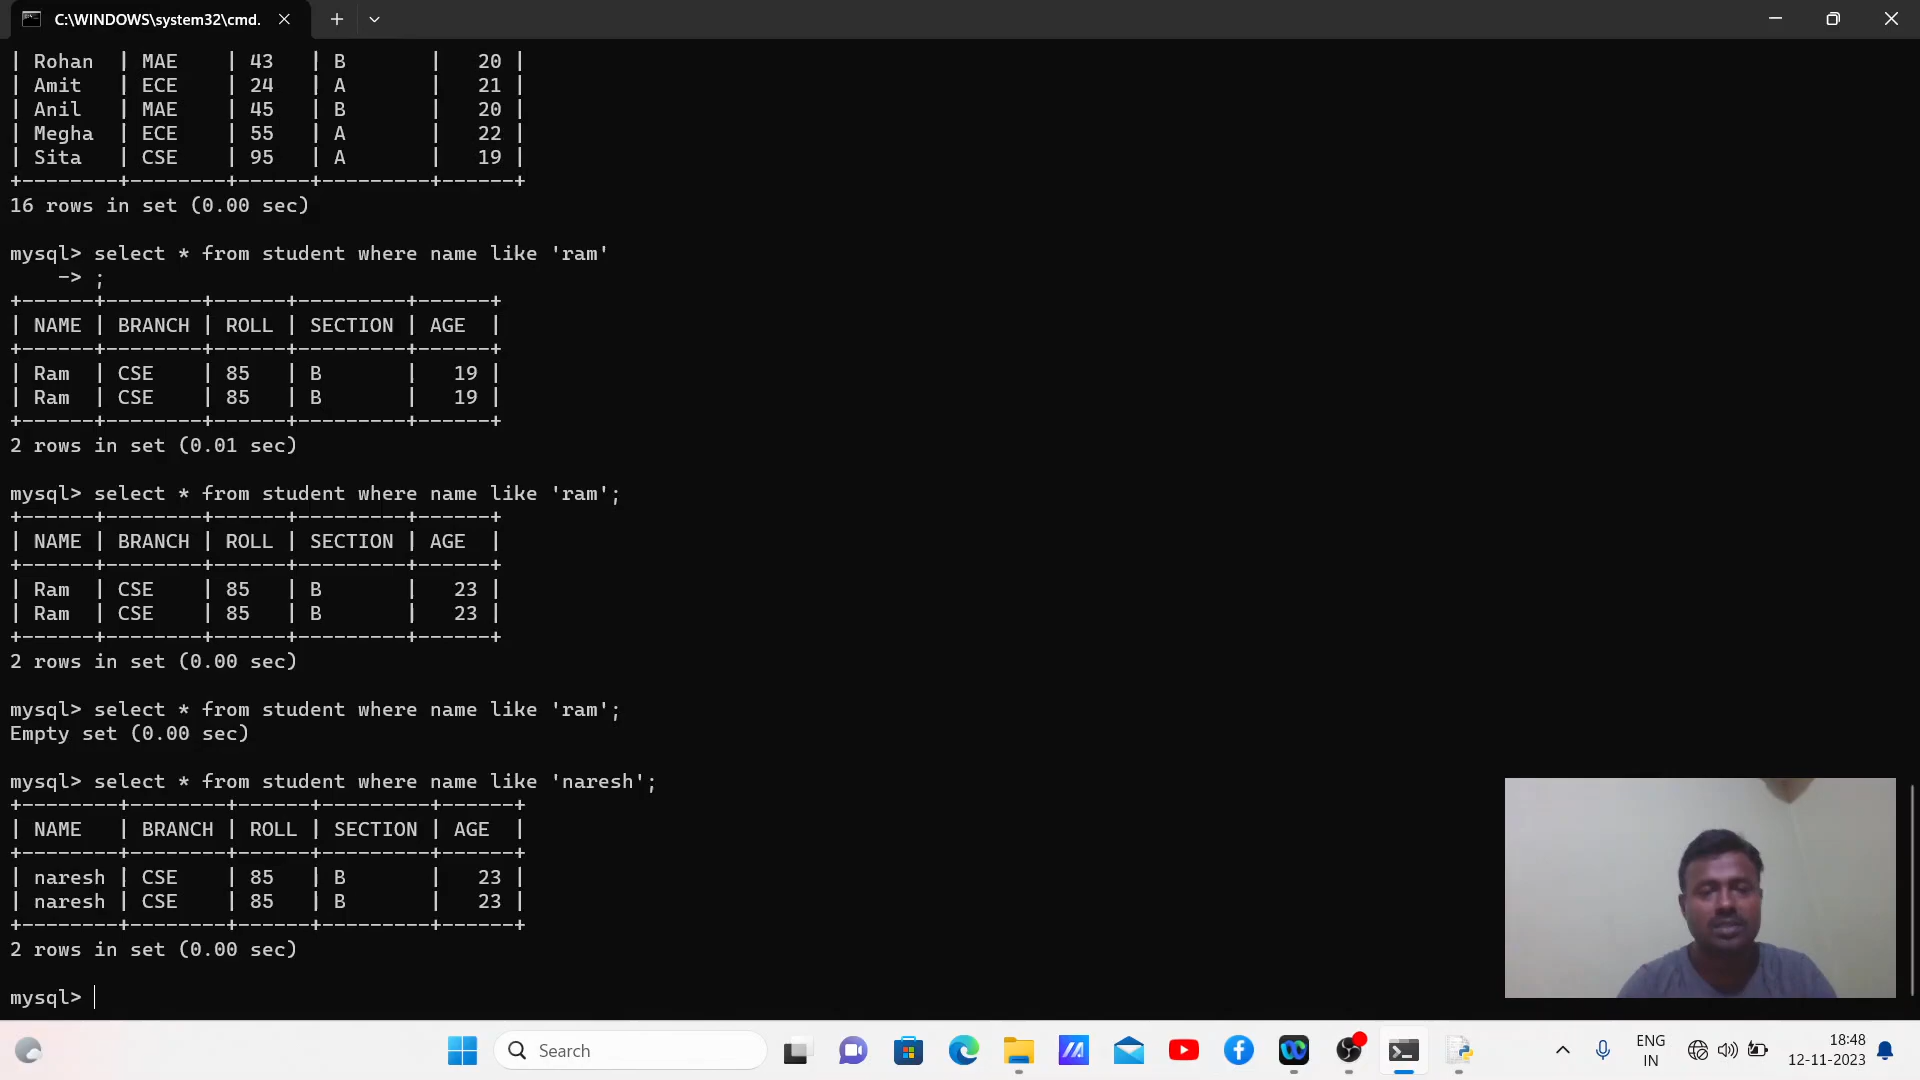 C:\WINDOWS\system32\cmd.
| Rohan  | MAE    | 43   | B       |   20 |
| Amit   | ECE    | 24   | A       |   21 |
| Anil   | MAE    | 45   | B       |   20 |
| Megha  | ECE    | 55   | A       |   22 |
| Sita   | CSE    | 95   | A       |   19 |
+--------+--------+------+---------+------+
16 rows in set (0.00 sec)
mysql> select * from student where name like 'ram'
    -> ;
+------+--------+------+---------+------+
| NAME | BRANCH | ROLL | SECTION | AGE  |
+------+--------+------+---------+------+
| Ram  | CSE    | 85   | B       |   19 |
| Ram  | CSE    | 85   | B       |   19 |
+------+--------+------+---------+------+
2 rows in set (0.01 sec)
mysql> select * from student where name like 'ram';
+------+--------+------+---------+------+
| NAME | BRANCH | ROLL | SECTION | AGE  |
+------+--------+------+---------+------+
| Ram  | CSE    | 85   | B       |   23 |
| Ram  | CSE    | 85   | B       |   23 |
+------+--------+------+---------+------+
2 rows in set (0.00 sec)
mysql> select * from student where name like 'ram';
Empty set (0.00 sec)
mysql> select * from student where name like 'naresh';
+--------+--------+------+---------+------+
| NAME   | BRANCH | ROLL | SECTION | AGE  |
+--------+--------+------+---------+------+
| naresh | CSE    | 85   | B       |   23 |
| naresh | CSE    | 85   | B       |   23 |
+--------+--------+------+---------+------+
2 rows in set (0.00 sec)
mysql>
Search
ENG
IN
18:48
12-11-2023